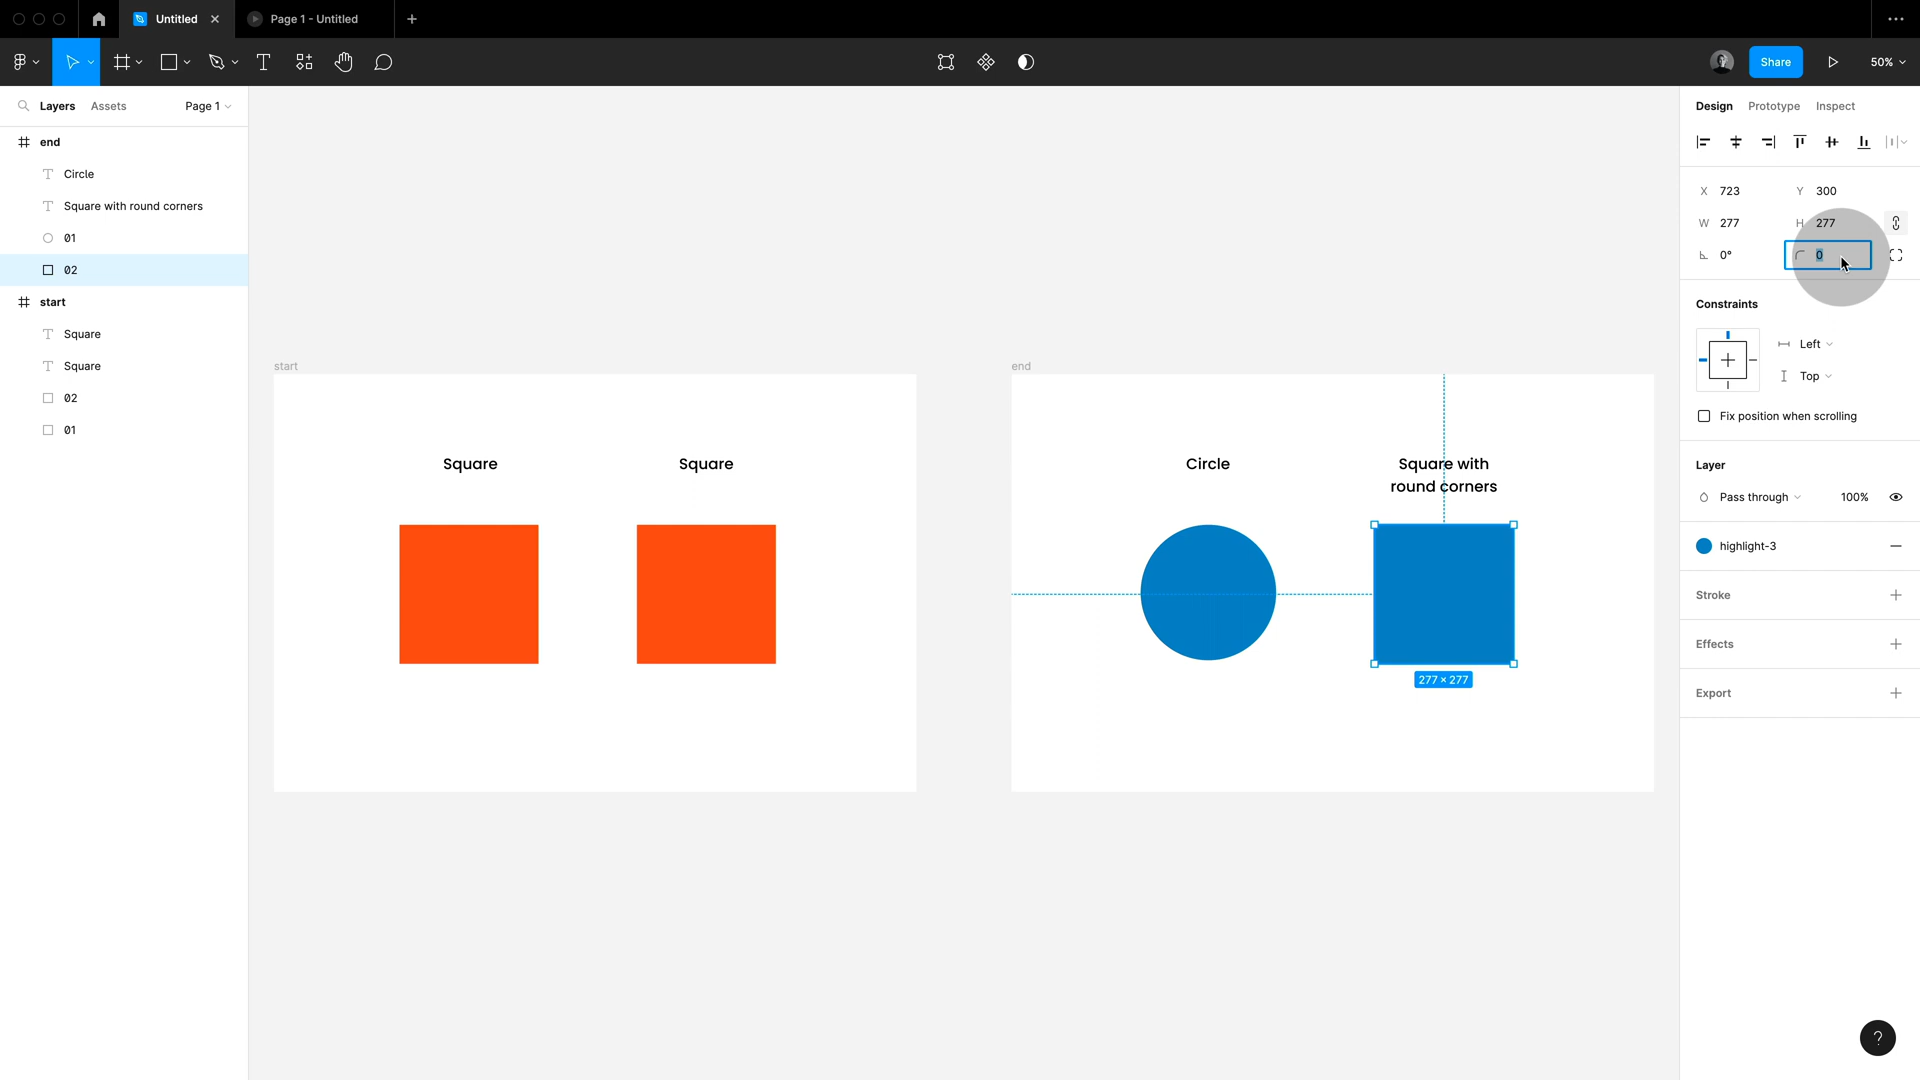 Untitled
Page 1 - Untitled
Share
50%
Layers
Assets
Page 1
end
Circle
Square with round corners
01
02
start
Square
Square
02
01
start
Square
Square
end
Circle
Square with
round corners
277 × 277
Design
Prototype
Inspect
X 723
Y 300
W 277
H 277
0°
0
Constraints
Left
Top
Fix position when scrolling
Layer
Pass through
100%
highlight-3
Stroke
Effects
Export
?